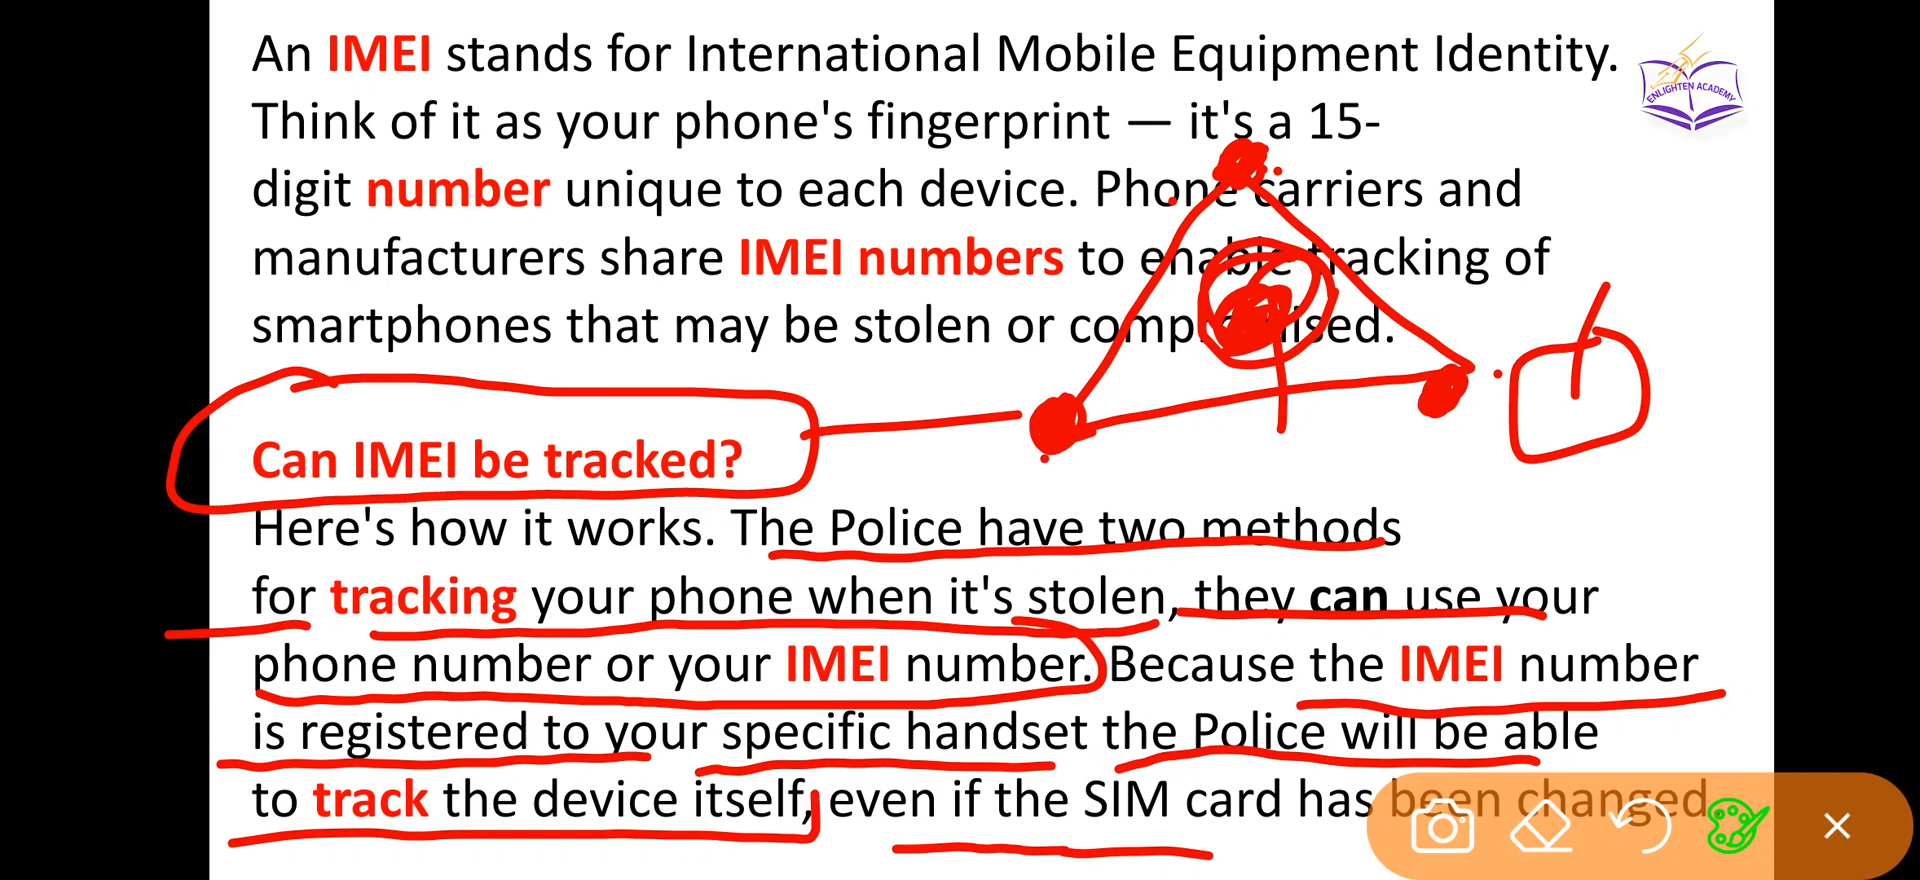 An IMEI stands for International Mobile Equipment Identity.
ENLIGHTEN ACADEMY
Think of it as your phone's fingerprint — it's a 15-
digit number unique to each device. Phone carriers and
manufacturers share IMEI numbers to enable tracking of
smartphones that may be stolen or compromised.
Can IMEI be tracked?
Here's how it works. The Police have two methods
for tracking your phone when it's stolen, they can use your
phone number or your IMEI number. Because the IMEI number
is registered to your specific handset the Police will be able
to track the device itself, even if the SIM card has been changed